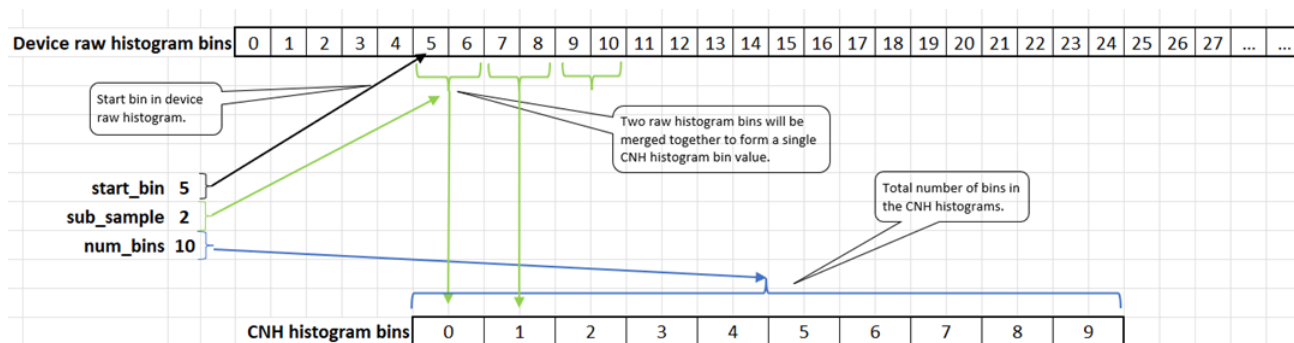 Device raw histogram bins 0 1 2 3 4 5 6 7 8 9 10 11 12 13 14 15 16 17 18 19 20 21 22 23 24 25 26 27 ... ...
Start bin in device
raw histogram.
Two raw histogram bins will be
merged together to form a single
CNH histogram bin value.
start_bin 5
sub_sample 2
num_bins 10
Total number of bins in
the CNH histograms.
CNH histogram bins 0 1 2 3 4 5 6 7 8 9